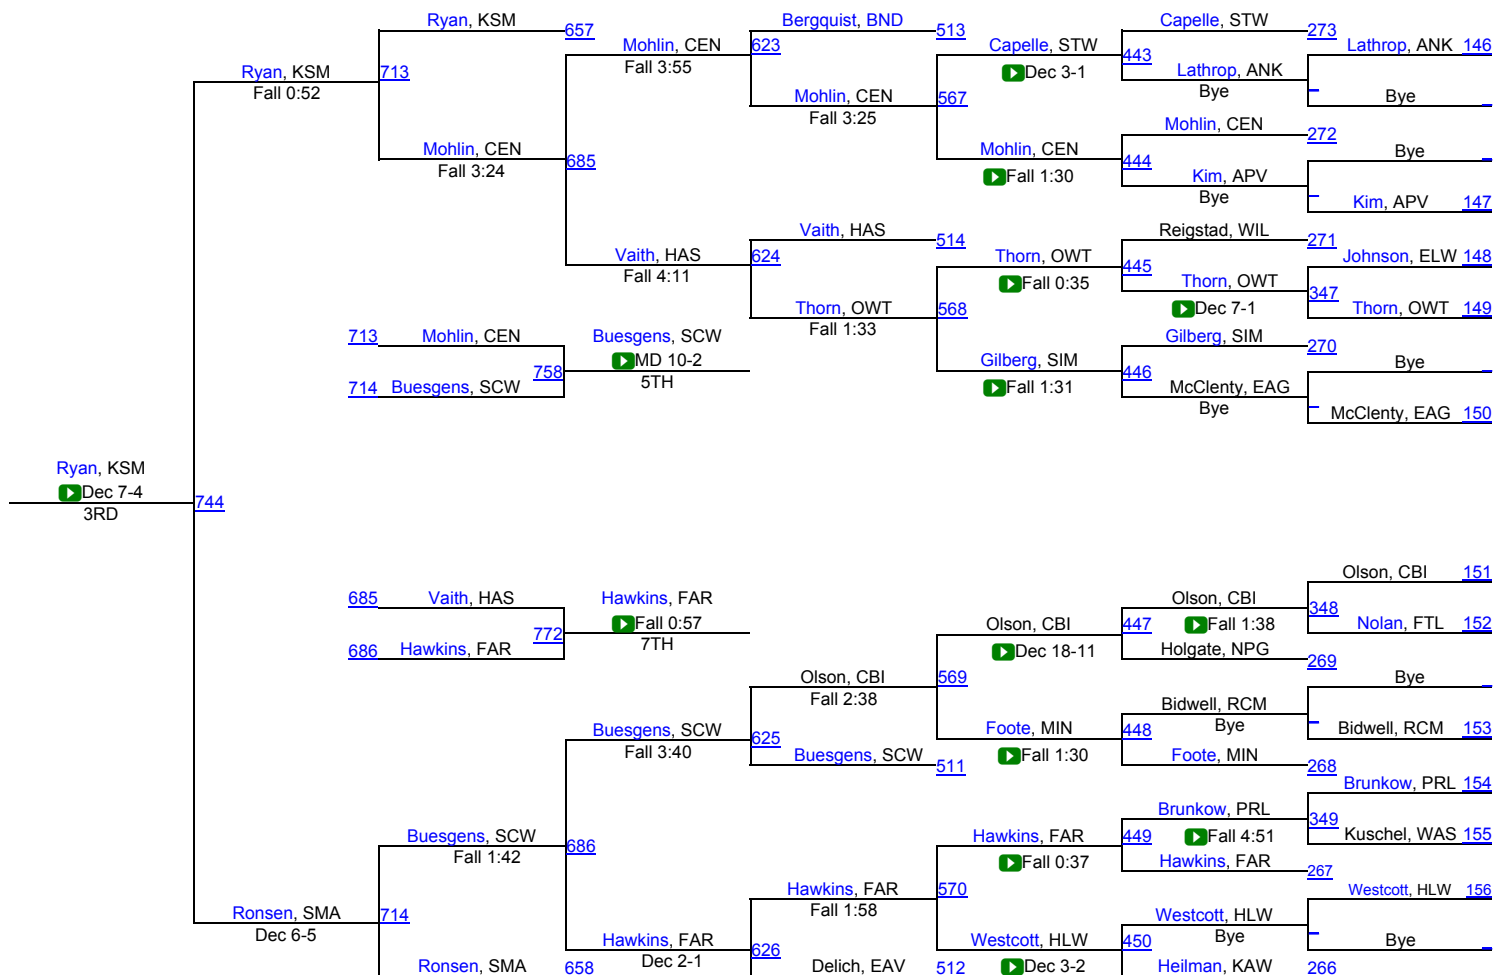 Ryan, KSM 657
Bergquist, BND 513
Capelle, STW 273
Mohlin, CEN 623
Fall 3:55
Capelle, STW 443
Dec 3-1
Lathrop, ANK 146
Ryan, KSM 713
Fall 0:52
Lathrop, ANK
Bye
Mohlin, CEN 567
Fall 3:25
Bye
Mohlin, CEN 272
Mohlin, CEN 685
Fall 3:24
Mohlin, CEN 444
Fall 1:30
Bye
Kim, APV
Bye
Kim, APV 147
Vaith, HAS 514
Reigstad, WIL 271
Vaith, HAS 624
Fall 4:11
Thorn, OWT 445
Fall 0:35
Johnson, ELW 148
Thorn, OWT 347
Dec 7-1
Thorn, OWT 568
Fall 1:33
Thorn, OWT 149
713 Mohlin, CEN
Buesgens, SCW
Gilberg, SIM 270
758
MD 10-2
5TH
Gilberg, SIM 446
Fall 1:31
Bye
714 Buesgens, SCW
McClenty, EAG
Bye
McClenty, EAG 150
Ryan, KSM
Dec 7-4
3RD
744
Olson, CBI 151
685 Vaith, HAS
Hawkins, FAR
Olson, CBI 348
Fall 1:38
772
Fall 0:57
7TH
Olson, CBI 447
Dec 18-11
Nolan, FTL 152
686 Hawkins, FAR
Holgate, NPG 269
Olson, CBI 569
Fall 2:38
Bye
Bidwell, RCM
Bye
Buesgens, SCW 625
Fall 3:40
Foote, MIN 448
Fall 1:30
Bidwell, RCM 153
Buesgens, SCW 511
Foote, MIN 268
Brunkow, PRL 154
Brunkow, PRL 349
Fall 4:51
Buesgens, SCW 686
Fall 1:42
Hawkins, FAR 449
Fall 0:37
Kuschel, WAS 155
Hawkins, FAR 267
Hawkins, FAR 570
Fall 1:58
Westcott, HLW 156
Ronsen, SMA 714
Dec 6-5
Westcott, HLW
Bye
Hawkins, FAR 626
Dec 2-1
Westcott, HLW 450
Dec 3-2
Bye
Ronsen, SMA 658
Delich, EAV 512
Heilman, KAW 266